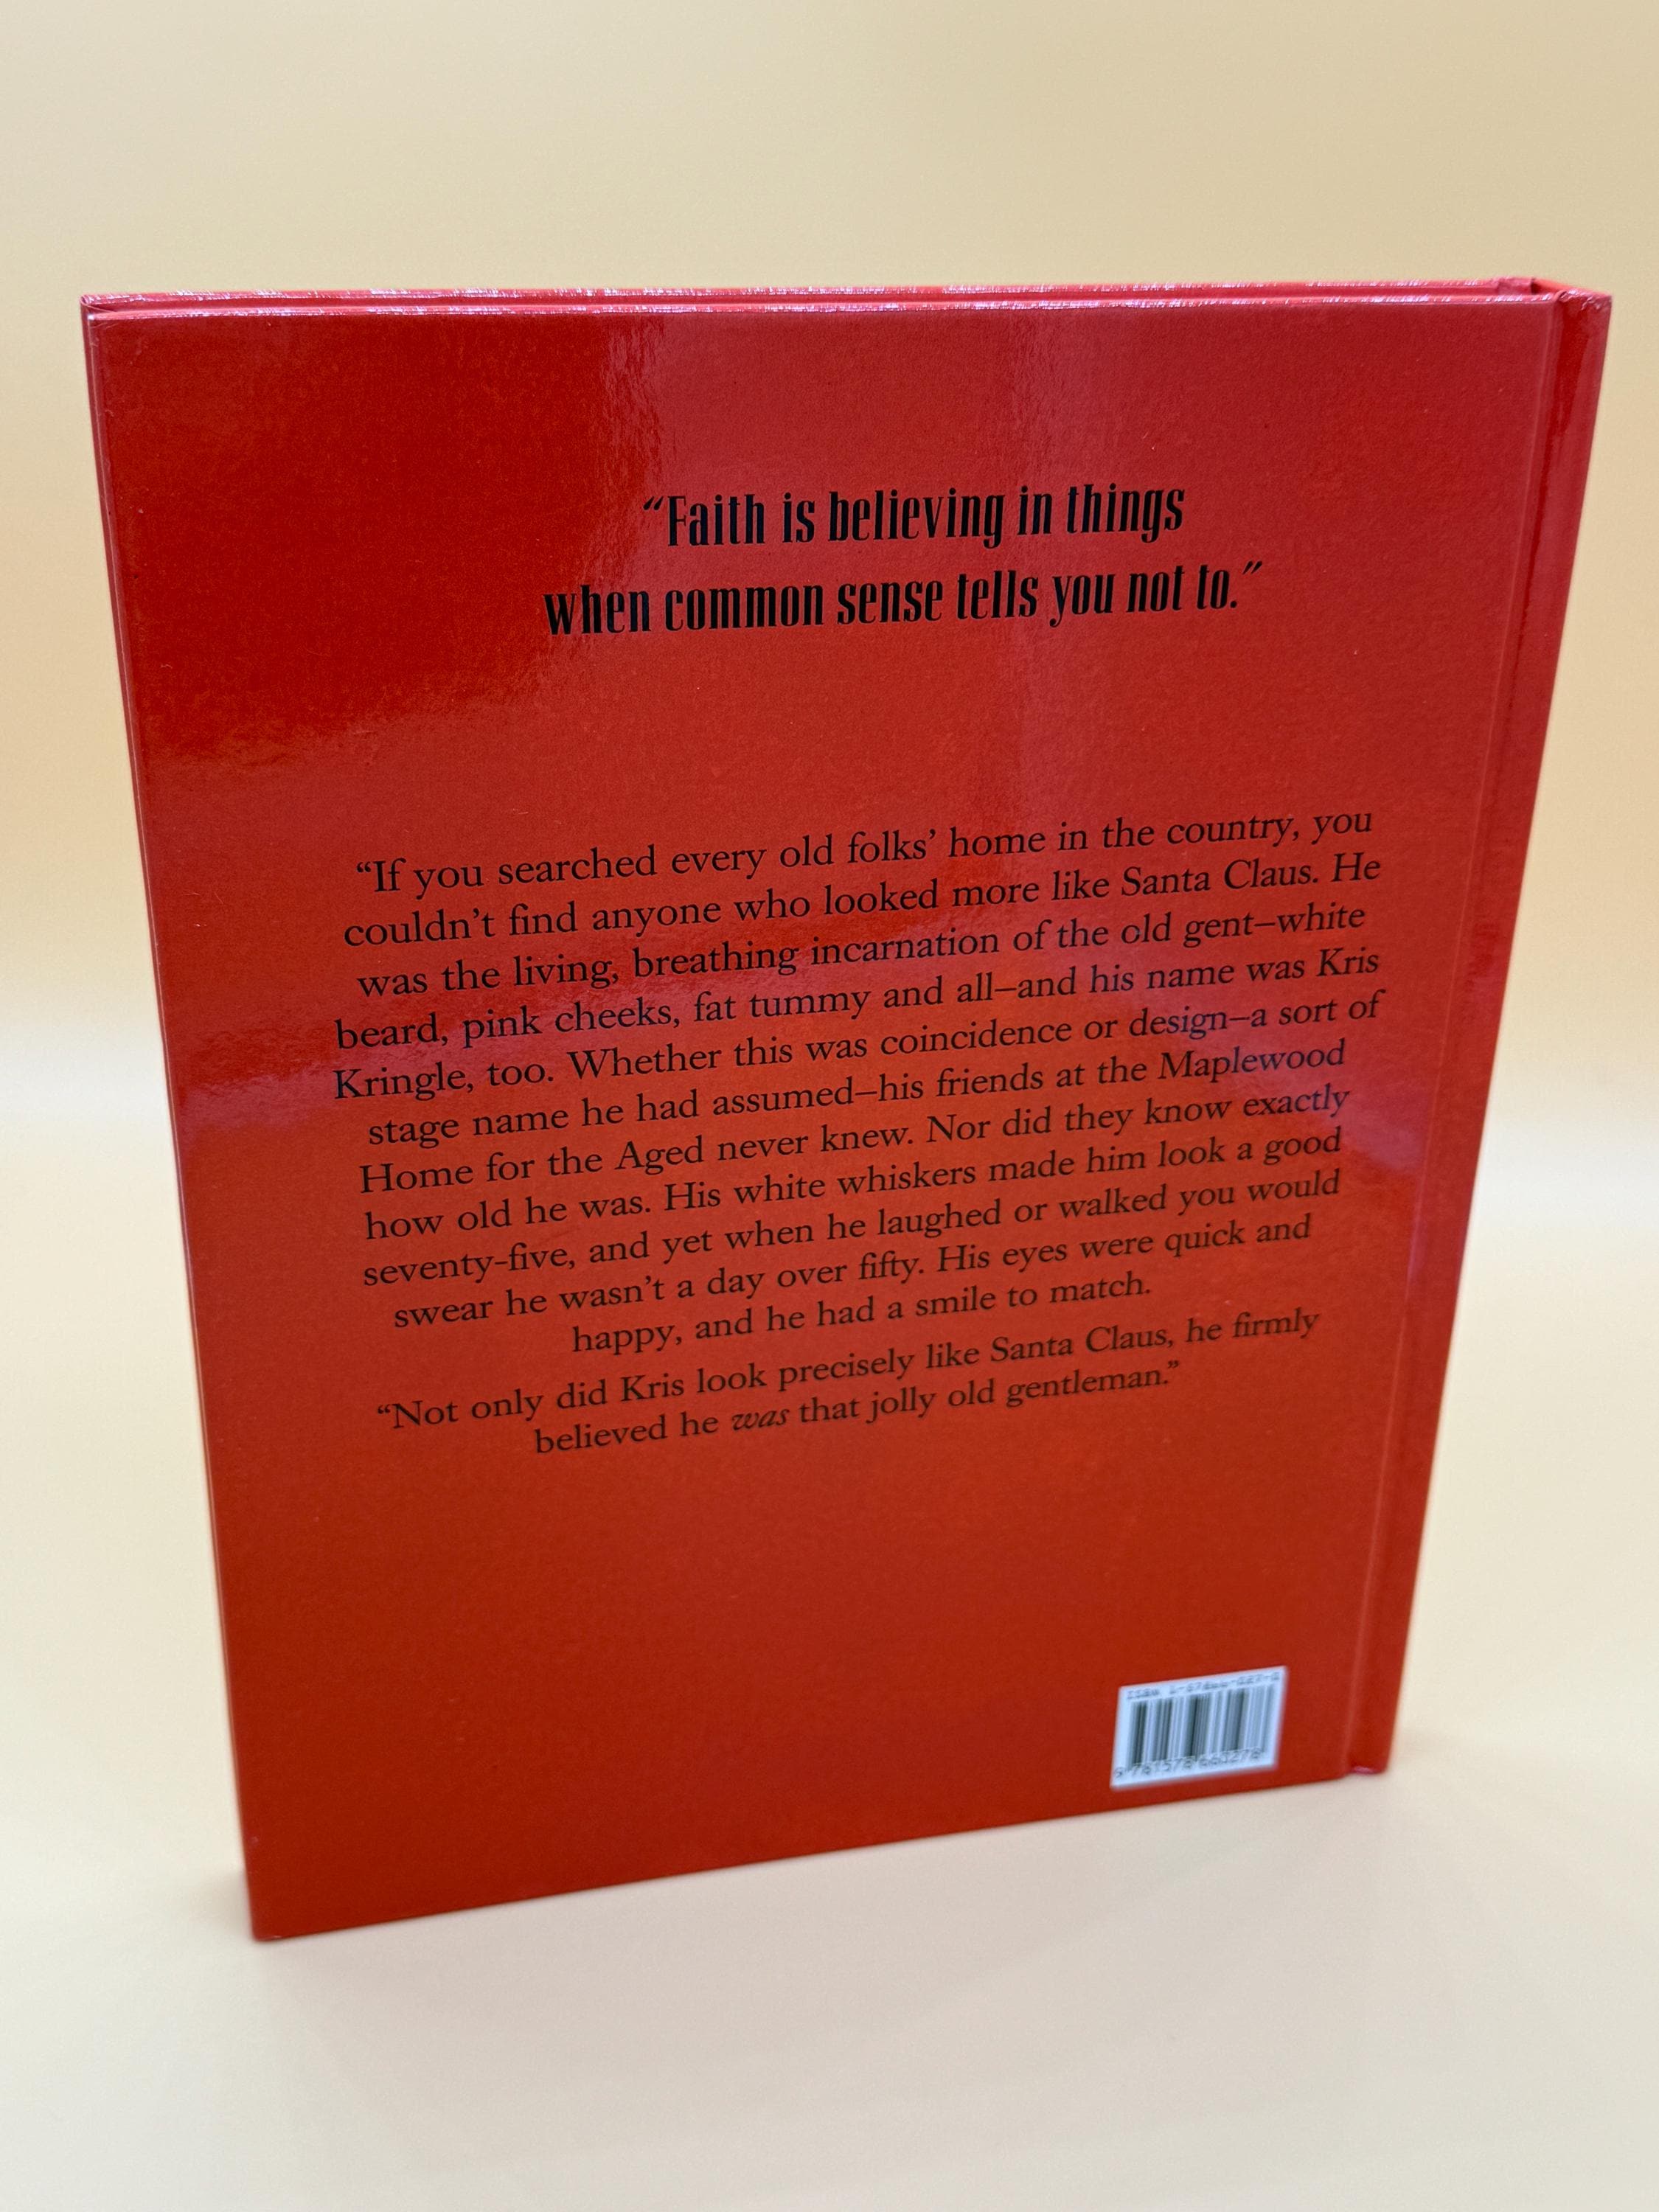 “Faith is believing in things
when common sense tells you not to.”
“If you searched every old folks’ home in the country, you
couldn’t find anyone who looked more like Santa Claus. He
was the living, breathing incarnation of the old gent—white
beard, pink cheeks, fat tummy and all—and his name was Kris
Kringle, too. Whether this was coincidence or design—a sort of
stage name he had assumed—his friends at the Maplewood
Home for the Aged never knew. Nor did they know exactly
how old he was. His white whiskers made him look a good
seventy-five, and yet when he laughed or walked you would
swear he wasn’t a day over fifty. His eyes were quick and
happy, and he had a smile to match.
“Not only did Kris look precisely like Santa Claus, he firmly
believed he was that jolly old gentleman.”
ISBN
9 781578 660278